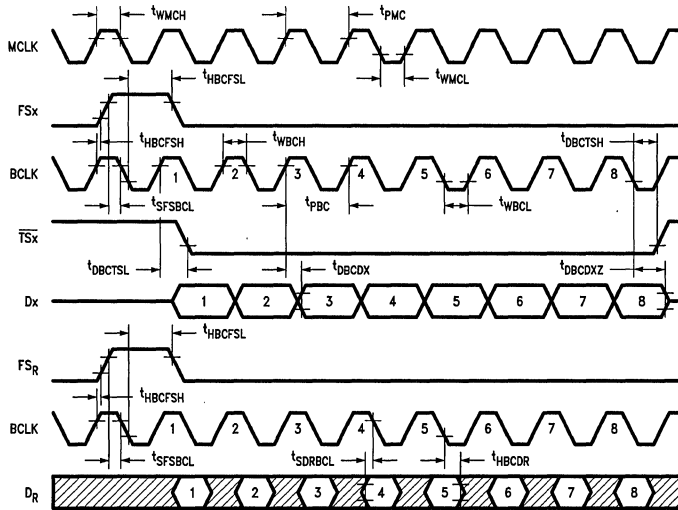 tWMCH tPMC
MCLK
tHBCFSL tWMCL
FSX
tHBCFSH tWBCH tDBCTSH
BCLK 1 2 3 4 5 6 7 8
tSFSBCL tPBC tWBCL
TSX
tDBCTSL tDBCDX tDBCDXZ
DX 1 2 3 4 5 6 7 8
tHBCFSL
FSR
tHBCFSH
BCLK 1 2 3 4 5 6 7 8
tSFSBCL tSDRBCL tHBCDR
DR 1 2 3 4 5 6 7 8